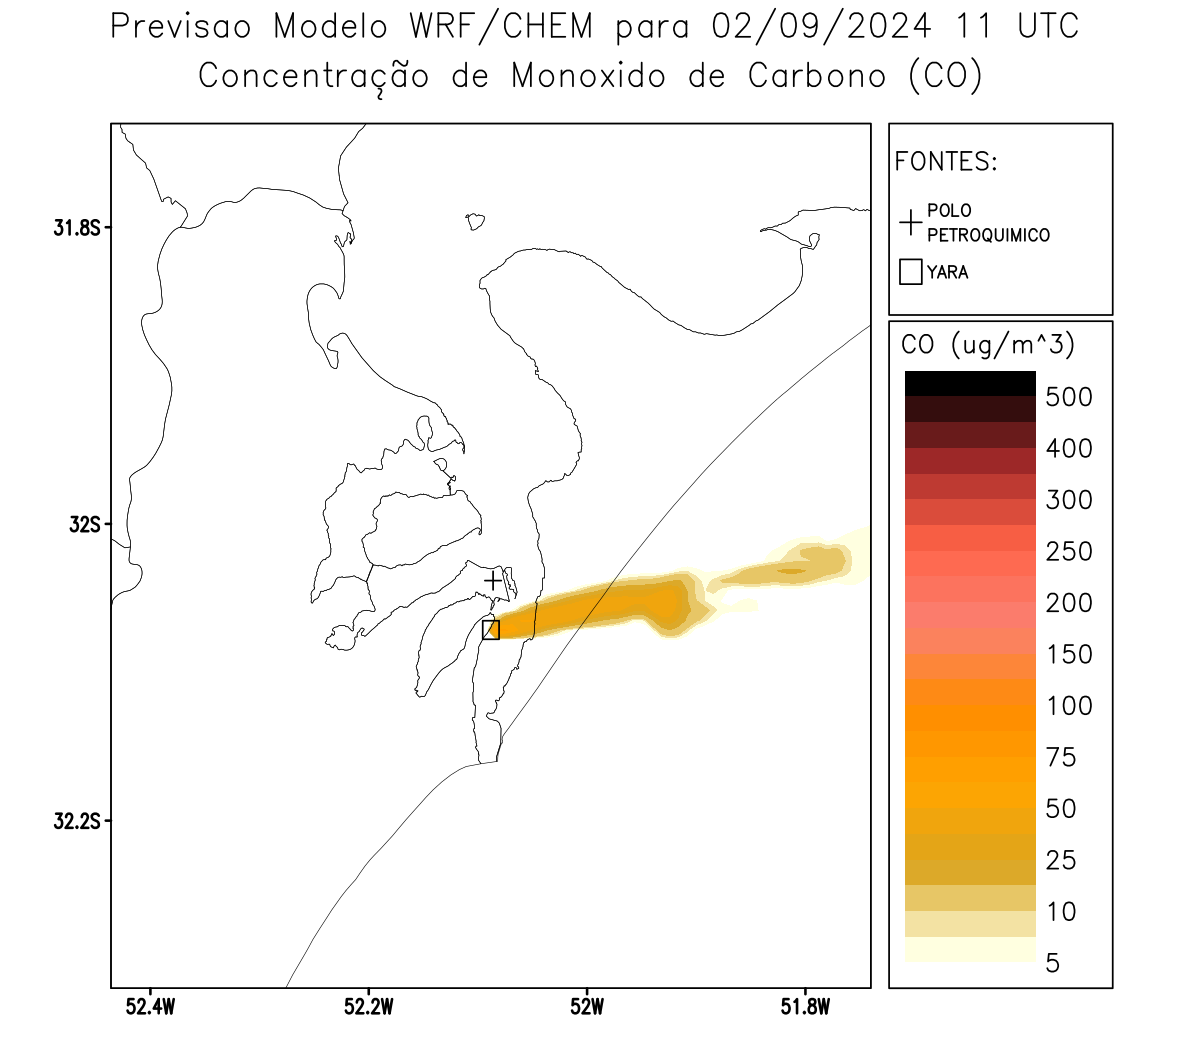 Previsao Modelo WRF/CHEM para 02/09/2024 11 UTC
Concentração de Monoxido de Carbono (CO)
FONTES:
POLO
PETROQUIMICO
YARA
CO (ug/m^3)
500
400
300
250
200
150
100
75
50
25
10
5
31.8S
32S
32.2S
52.4W
52.2W
52W
51.8W